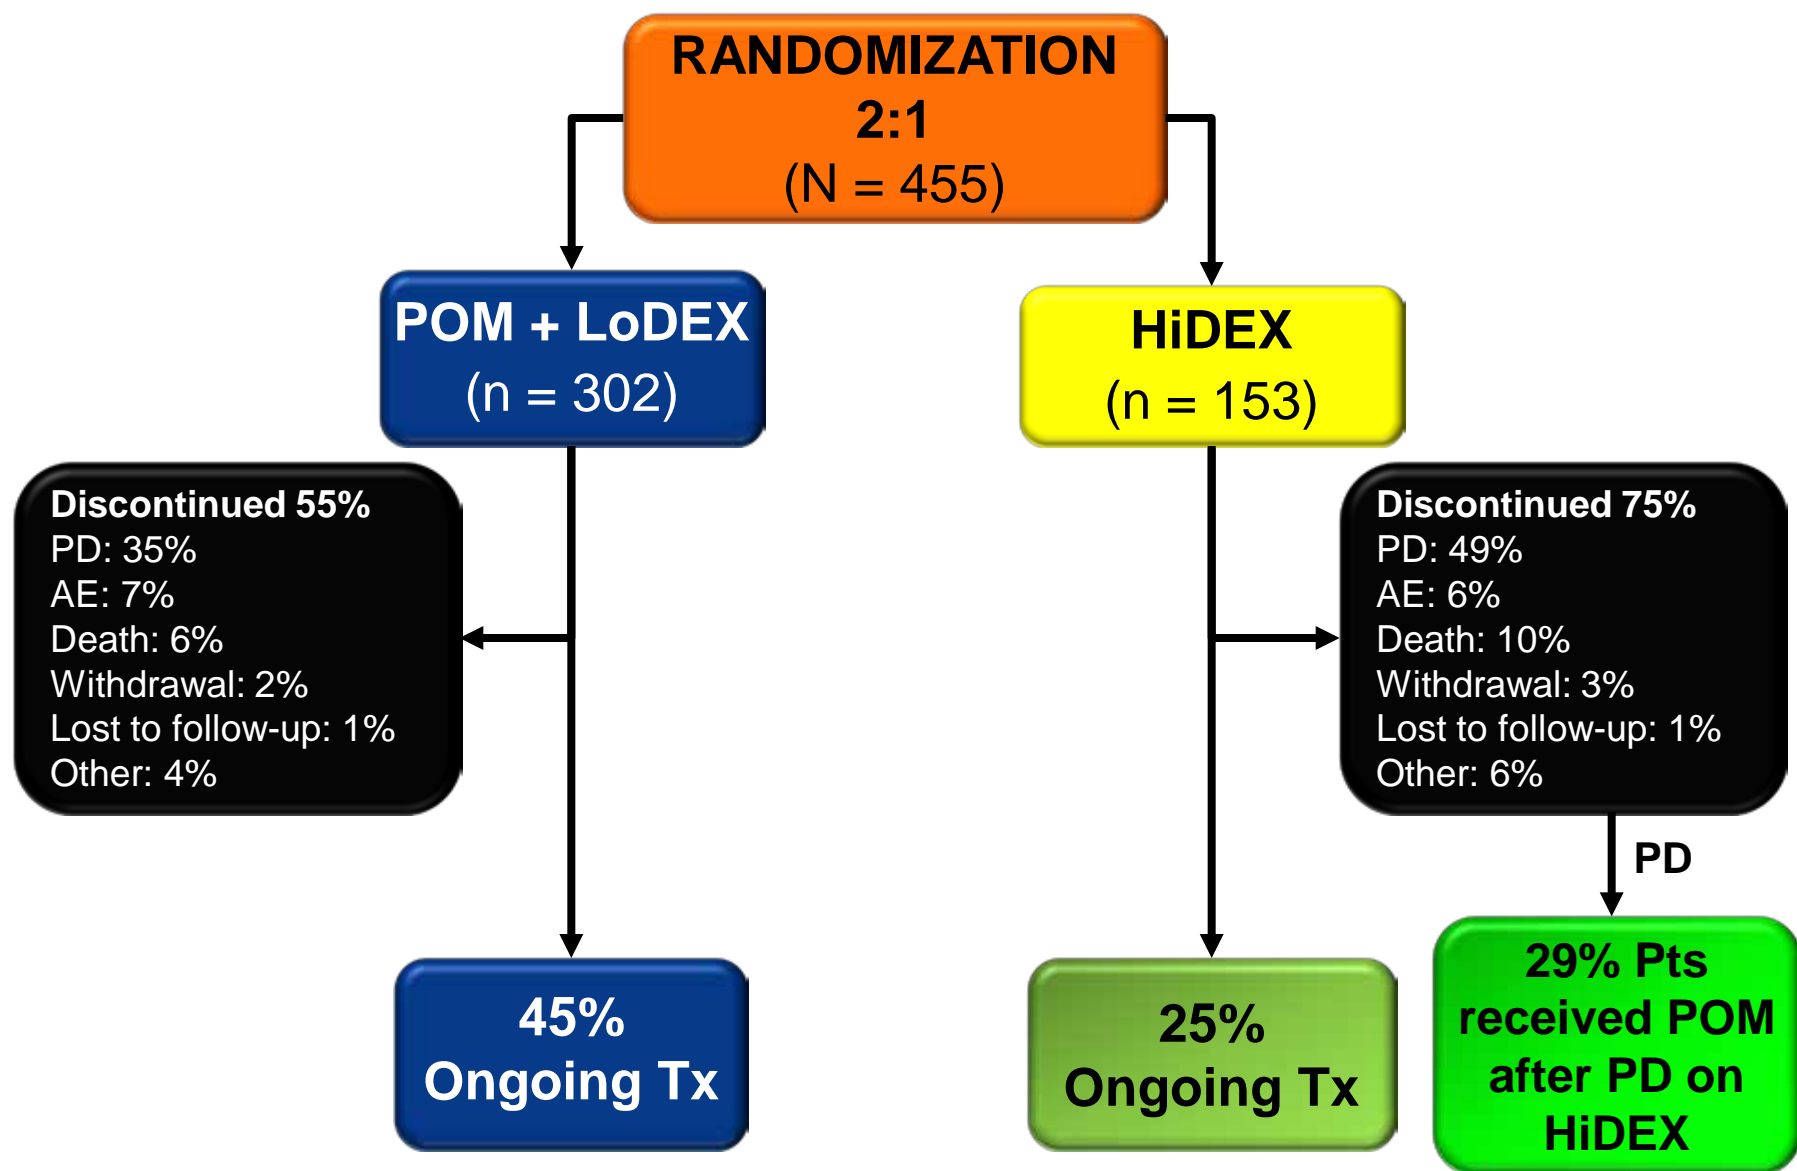 RANDOMIZATION
2:1
(N = 455)
POM + LoDEX
(n = 302)
HiDEX
(n = 153)
Discontinued 55%
PD: 35%
AE: 7%
Death: 6%
Withdrawal: 2%
Lost to follow-up: 1%
Other: 4%
Discontinued 75%
PD: 49%
AE: 6%
Death: 10%
Withdrawal: 3%
Lost to follow-up: 1%
Other: 6%
PD
45%
Ongoing Tx
25%
Ongoing Tx
29% Pts
received POM
after PD on
HiDEX